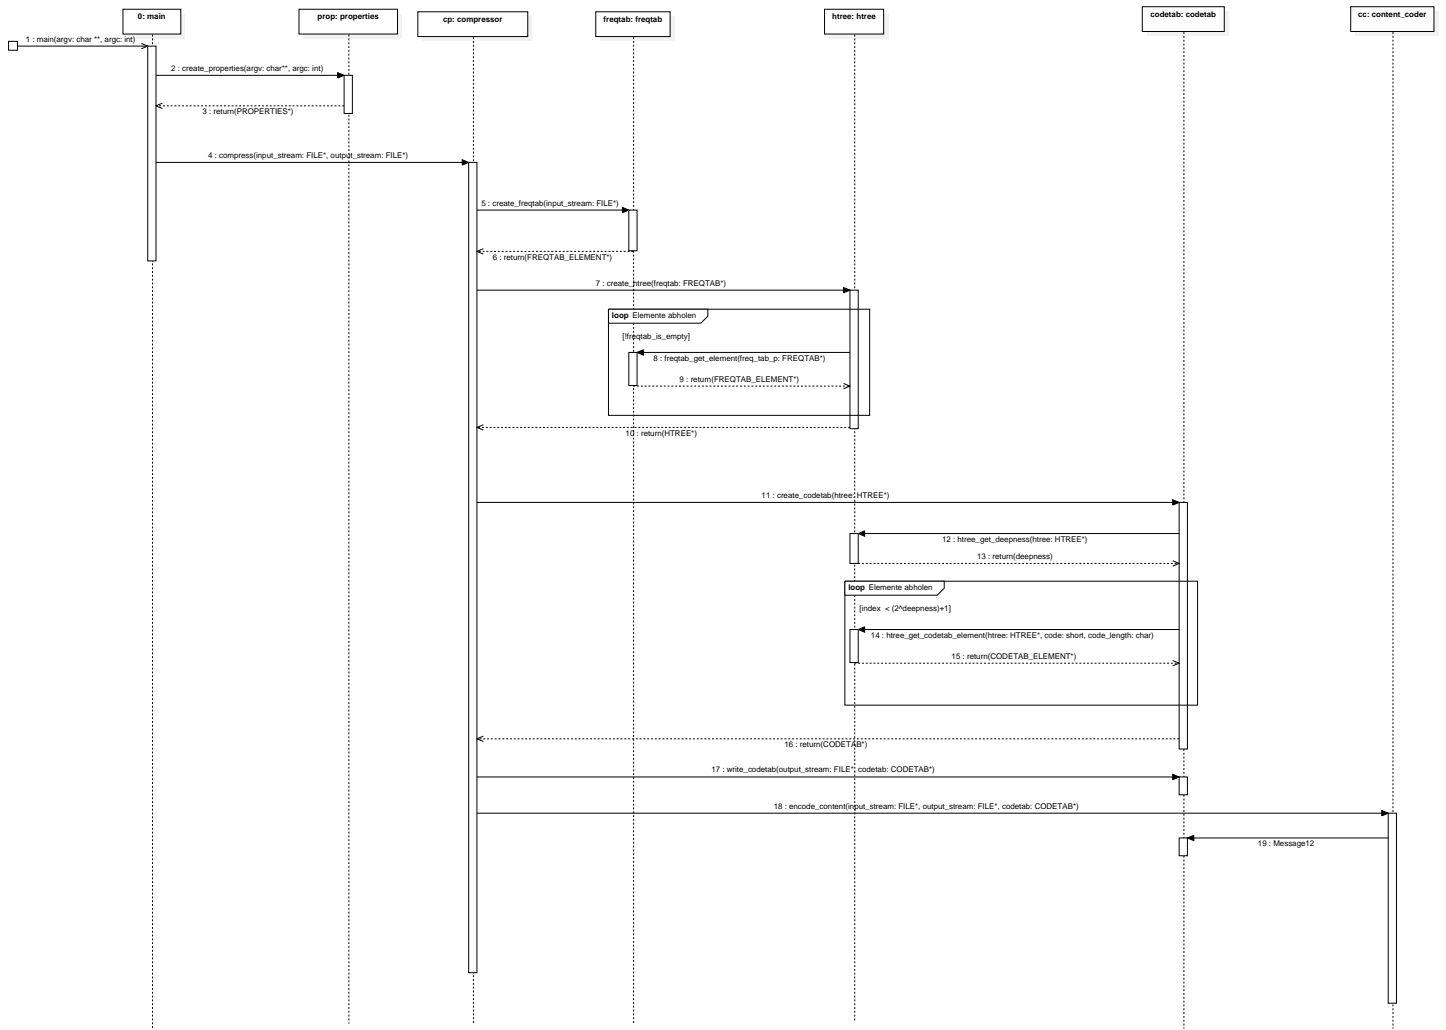 0: main
prop: properties
cp: compressor
freqtab: freqtab
htree: htree
codetab: codetab
cc: content_coder
1 : main(argv: char **, argc: int)
2 : create_properties(argv: char**, argc: int)
3 : return(PROPERTIES*)
4 : compress(input_stream: FILE*, output_stream: FILE*)
5 : create_freqtab(input_stream: FILE*)
6 : return(FREQTAB_ELEMENT*)
7 : create_htree(freqtab: FREQTAB*)
loop Elemente abholen
[!freqtab_is_empty]
8 : freqtab_get_element(freq_tab_p: FREQTAB*)
9 : return(FREQTAB_ELEMENT*)
10 : return(HTREE*)
11 : create_codetab(htree: HTREE*)
12 : htree_get_deepness(htree: HTREE*)
13 : return(deepness)
loop Elemente abholen
[index < (2^deepness)+1]
14 : htree_get_codetab_element(htree: HTREE*, code: short, code_length: char)
15 : return(CODETAB_ELEMENT*)
16 : return(CODETAB*)
17 : write_codetab(output_stream: FILE*, codetab: CODETAB*)
18 : encode_content(input_stream: FILE*, output_stream: FILE*, codetab: CODETAB*)
19 : Message12